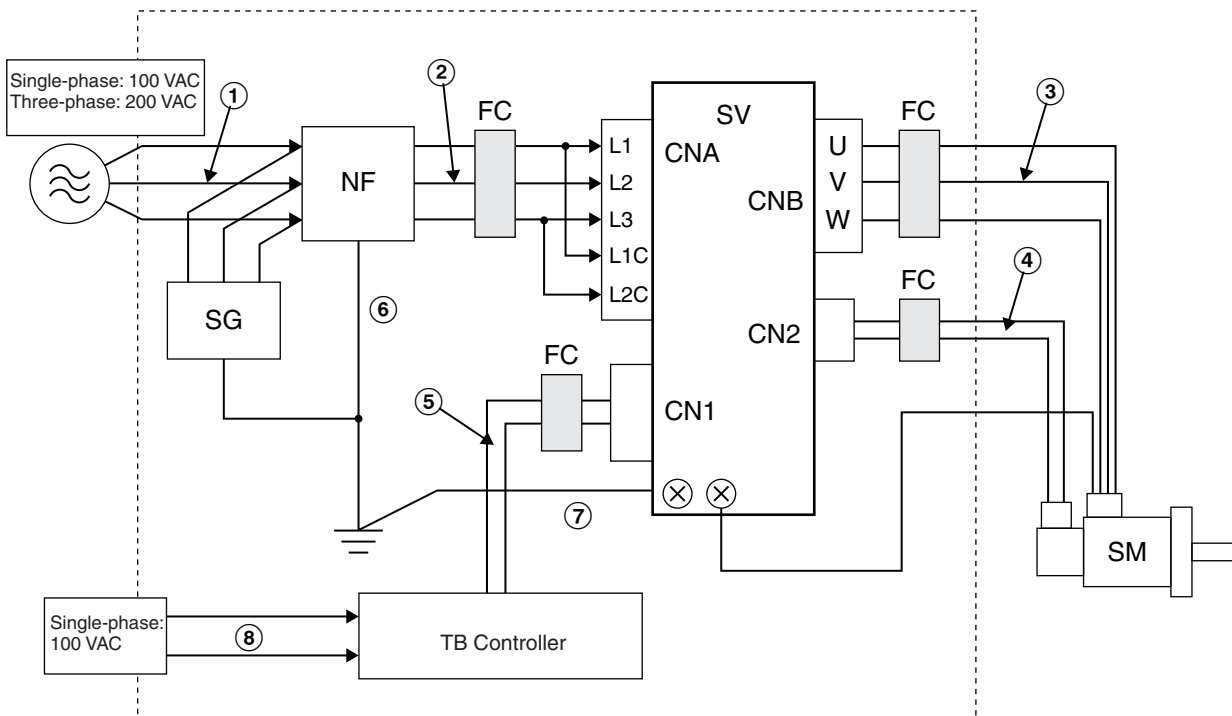 Single-phase: 100 VAC
Three-phase: 200 VAC
1
2
FC
SV
FC
3
L1
CNA
U
NF
L2
V
CNB
L3
W
L1C
FC
4
L2C
SG
6
CN2
FC
5
CN1
7
SM
Single-phase:
100 VAC
8
TB Controller